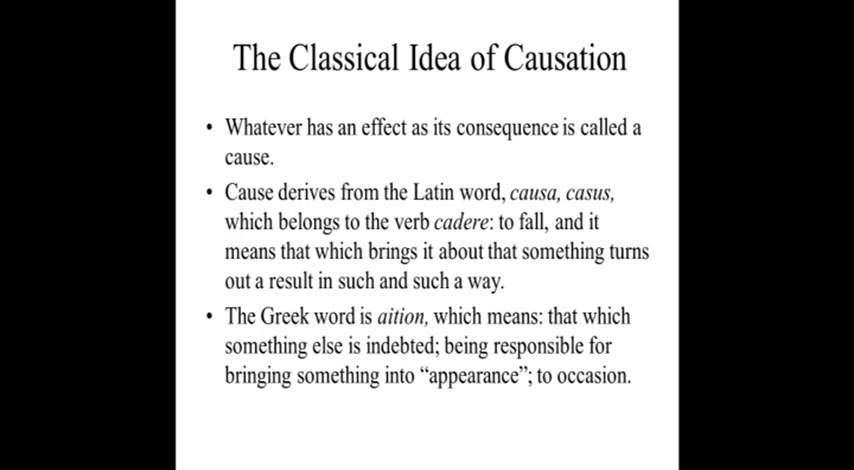 The Classical Idea of Causation
• Whatever has an effect as its consequence is called a
cause.
• Cause derives from the Latin word, causa, casus,
which belongs to the verb cadere: to fall, and it
means that which brings it about that something turns
out a result in such and such a way.
• The Greek word is aition, which means: that which
something else is indebted; being responsible for
bringing something into “appearance”; to occasion.